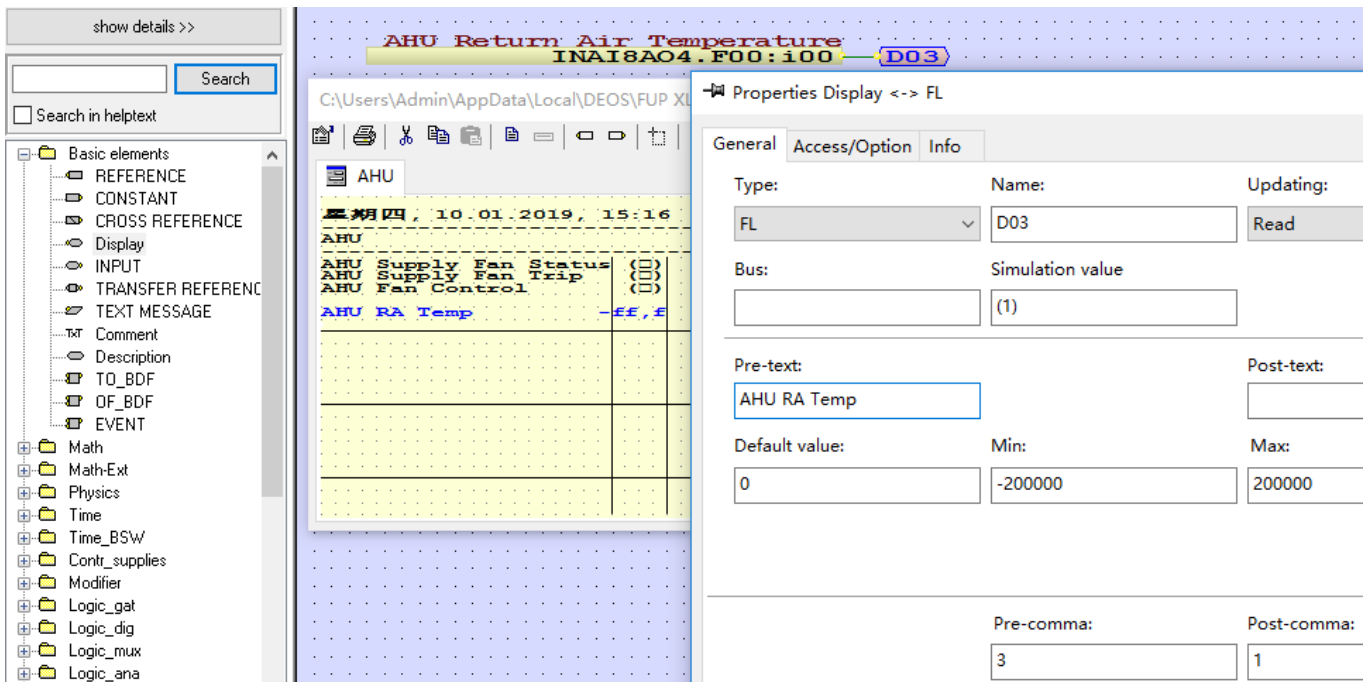 show details >>
Search
Search in helptext
Basic elements
REFERENCE
CONSTANT
CROSS REFERENCE
Display
INPUT
TRANSFER REFERENC
TEXT MESSAGE
TXT Comment
Description
TO_BDF
OF_BDF
EVENT
Math
Math-Ext
Physics
Time
Time_BSW
Contr_supplies
Modifier
Logic_gat
Logic_dig
Logic_mux
Logic_ana
AHU Return Air Temperature
INAI8AO4.F00:i00
D03
C:\Users\Admin\AppData\Local\DEOS\FUP XL
AHU
星期四, 10.01.2019, 15:16
AHU
AHU Supply Fan Status (□)
AHU Supply Fan Trip (□)
AHU Fan Control (□)
AHU RA Temp -ff,f
Properties Display <-> FL
General Access/Option Info
Type: Name: Updating:
FL D03 Read
Bus: Simulation value
(1)
Pre-text: Post-text:
AHU RA Temp
Default value: Min: Max:
0 -200000 200000
Pre-comma: Post-comma:
3 1